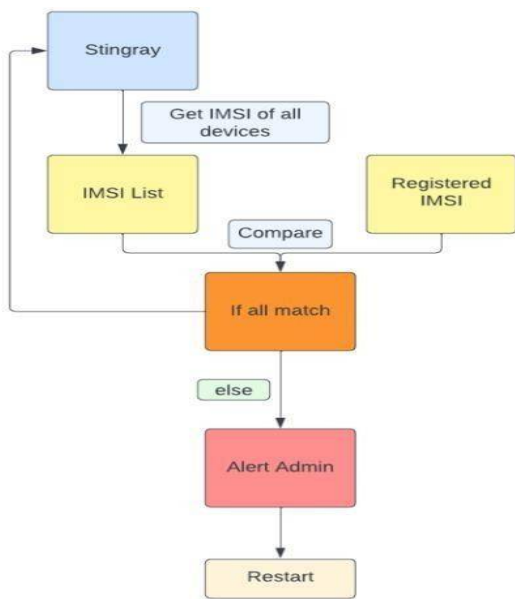 Stingray
Get IMSI of all
devices
IMSI List
Registered
IMSI
Compare
If all match
else
Alert Admin
Restart